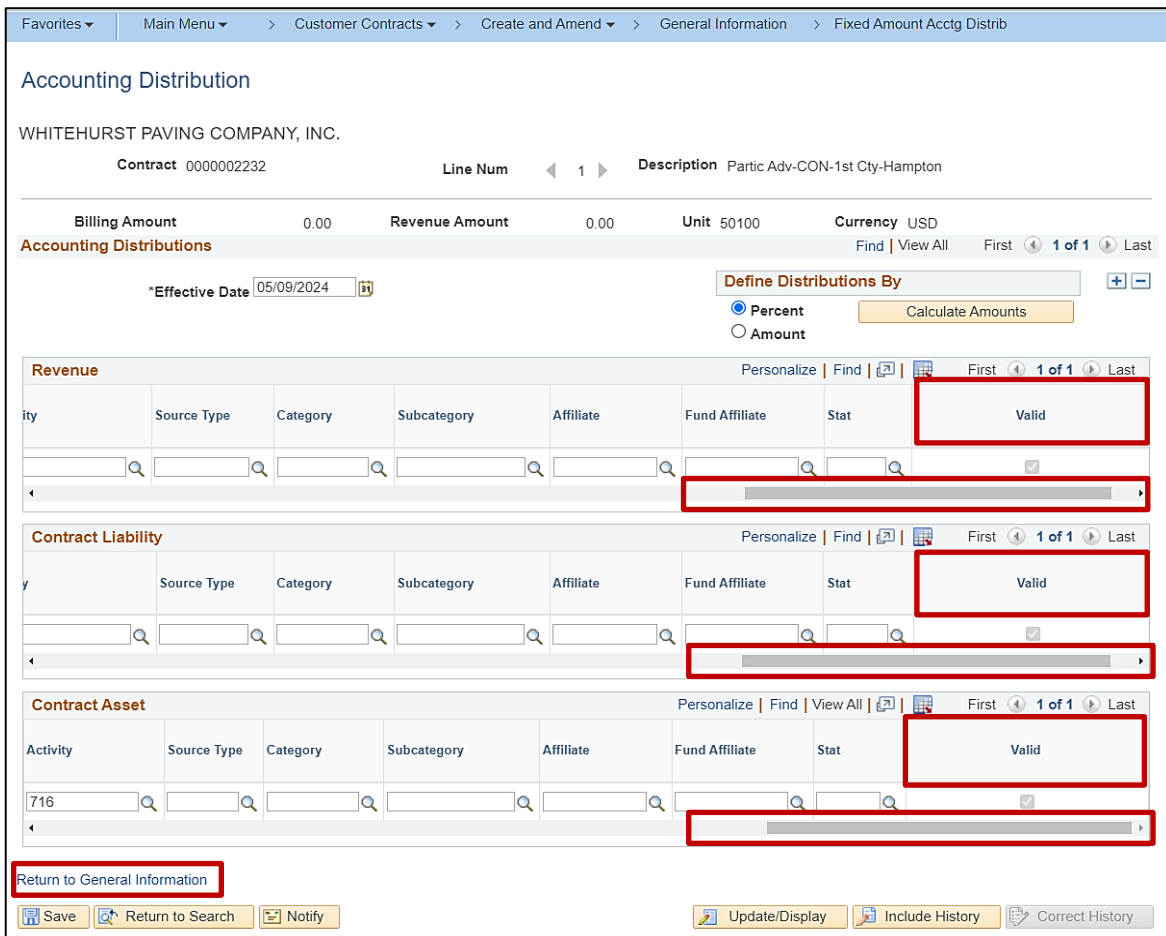 Favorites Main Menu > Customer Contracts > Create and Amend > General Information > Fixed Amount Acctg Distrib
Accounting Distribution
WHITEHURST PAVING COMPANY, INC.
Contract 0000002232 Line Num 1 Description Partic Adv-CON-1st Cty-Hampton
Billing Amount 0.00 Revenue Amount 0.00 Unit 50100 Currency USD
Accounting Distributions Find | View All First 1 of 1 Last
*Effective Date 05/09/2024 31 Define Distributions By + −
Percent Calculate Amounts
Amount
Revenue Personalize | Find | | First 1 of 1 Last
ity Source Type Category Subcategory Affiliate Fund Affiliate Stat Valid
Contract Liability Personalize | Find | | First 1 of 1 Last
y Source Type Category Subcategory Affiliate Fund Affiliate Stat Valid
Contract Asset Personalize | Find | View All | | First 1 of 1 Last
Activity Source Type Category Subcategory Affiliate Fund Affiliate Stat Valid
716
Return to General Information
Save Return to Search Notify Update/Display Include History Correct History